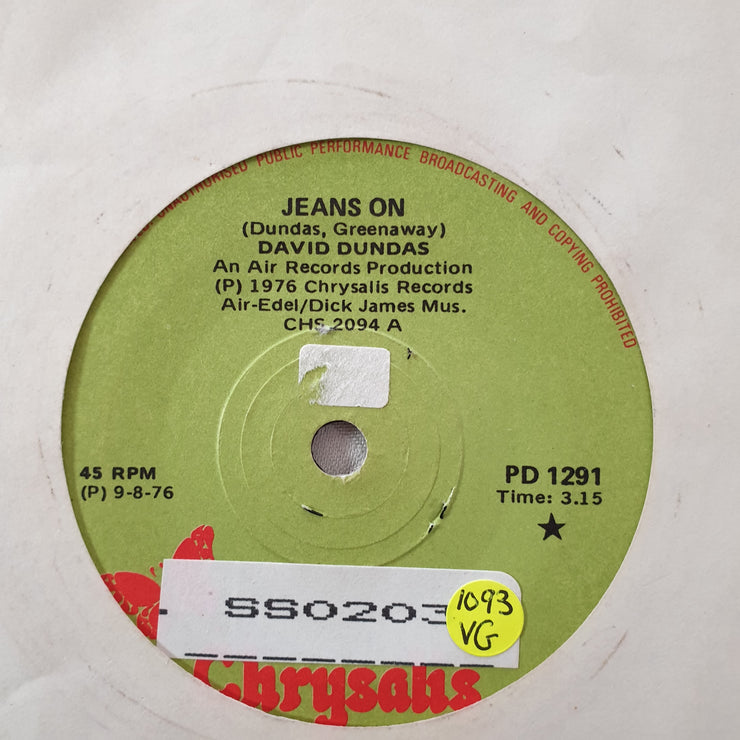 UNAUTHORISED PUBLIC PERFORMANCE BROADCASTING AND COPYING PROHIBITED
JEANS ON
(Dundas, Greenaway)
DAVID DUNDAS
An Air Records Production
(P) 1976 Chrysalis Records
Air-Edel/Dick James Mus.
CHS 2094 A
45 RPM
(P) 9-8-76
PD 1291
Time: 3.15
SS0203
1093
VG
Chrysalis